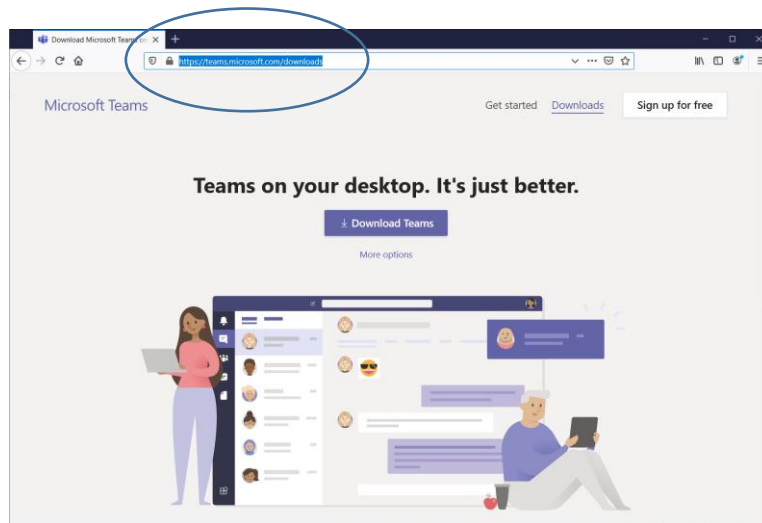 Download Microsoft Teams on
https://teams.microsoft.com/downloads
Microsoft Teams
Get started
Downloads
Sign up for free
Teams on your desktop. It's just better.
Download Teams
More options